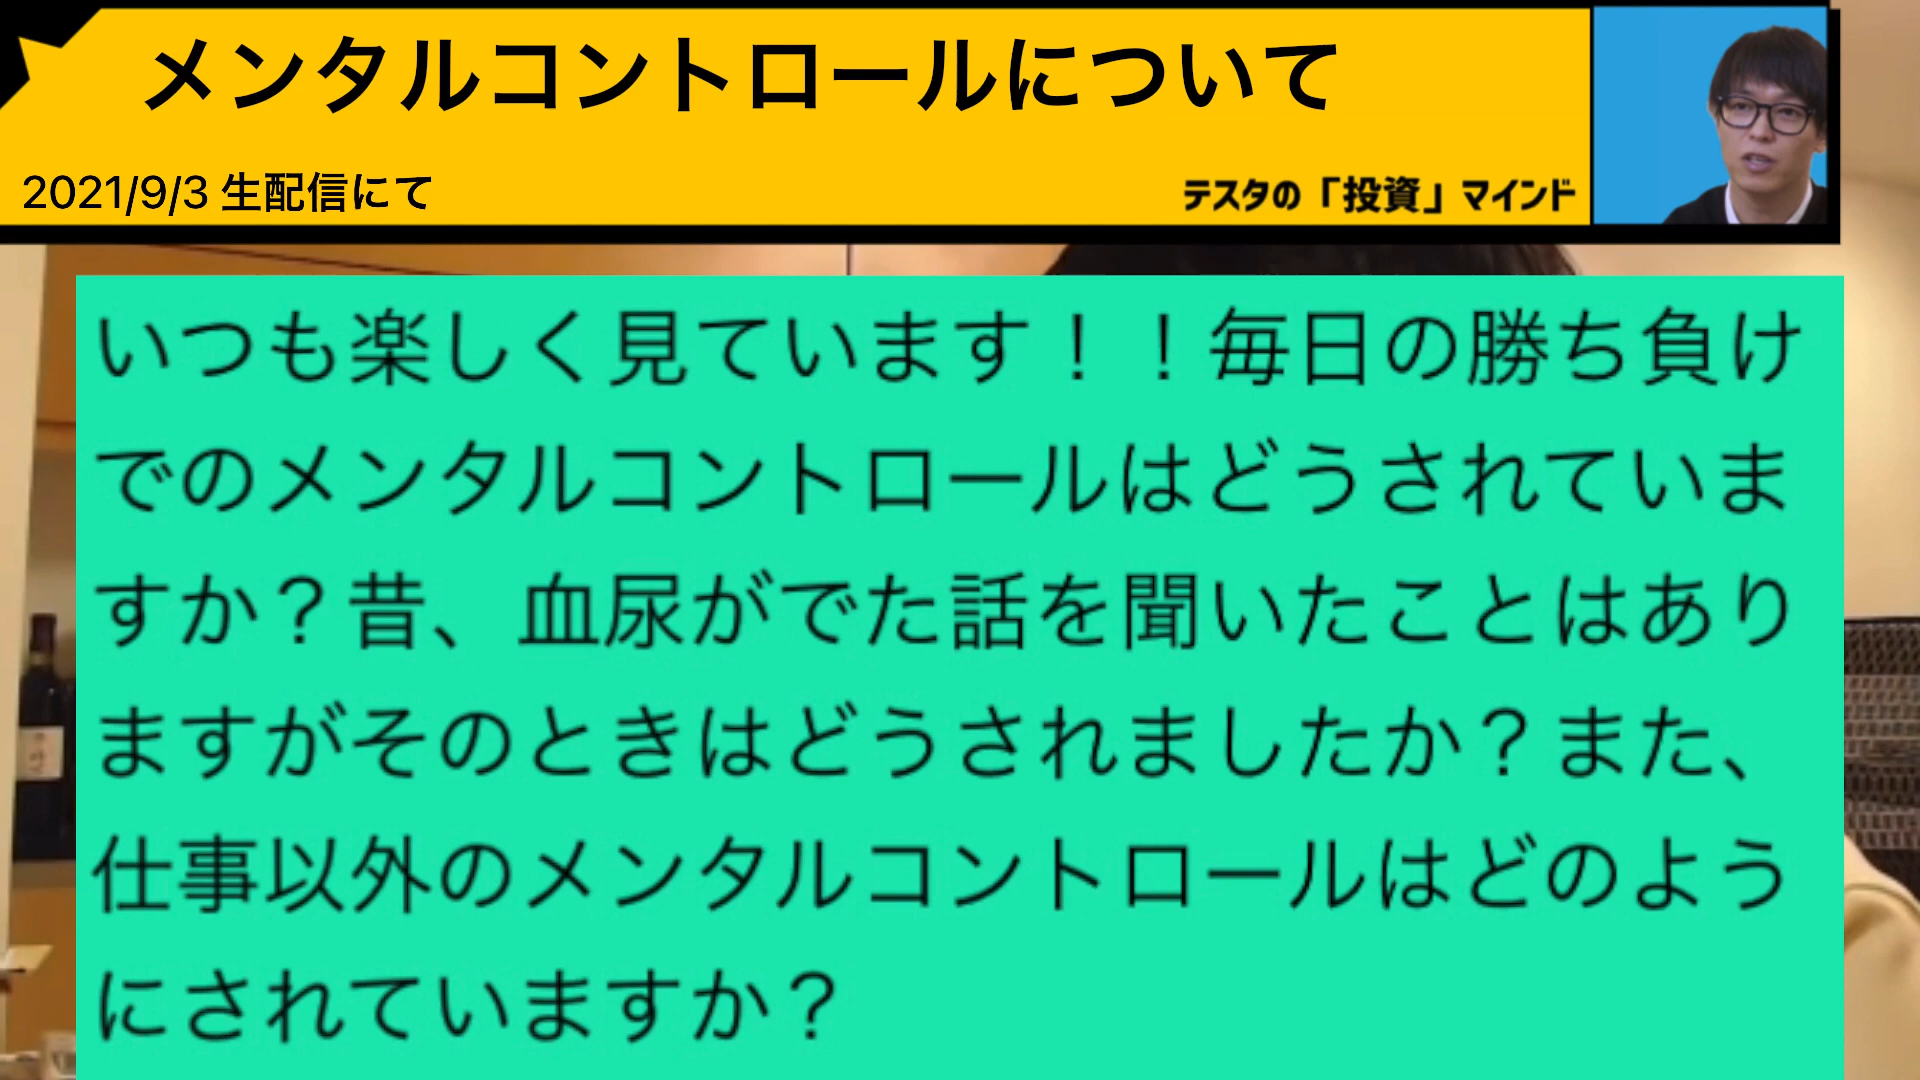 メンタルコントロールについて
2021/9/3 生配信にて
テスタの「投資」マインド
いつも楽しく見ています！！毎日の勝ち負け
でのメンタルコントロールはどうされていま
すか？昔、血尿がでた話を聞いたことはあり
ますがそのときはどうされましたか？また、
仕事以外のメンタルコントロールはどのよう
にされていますか？